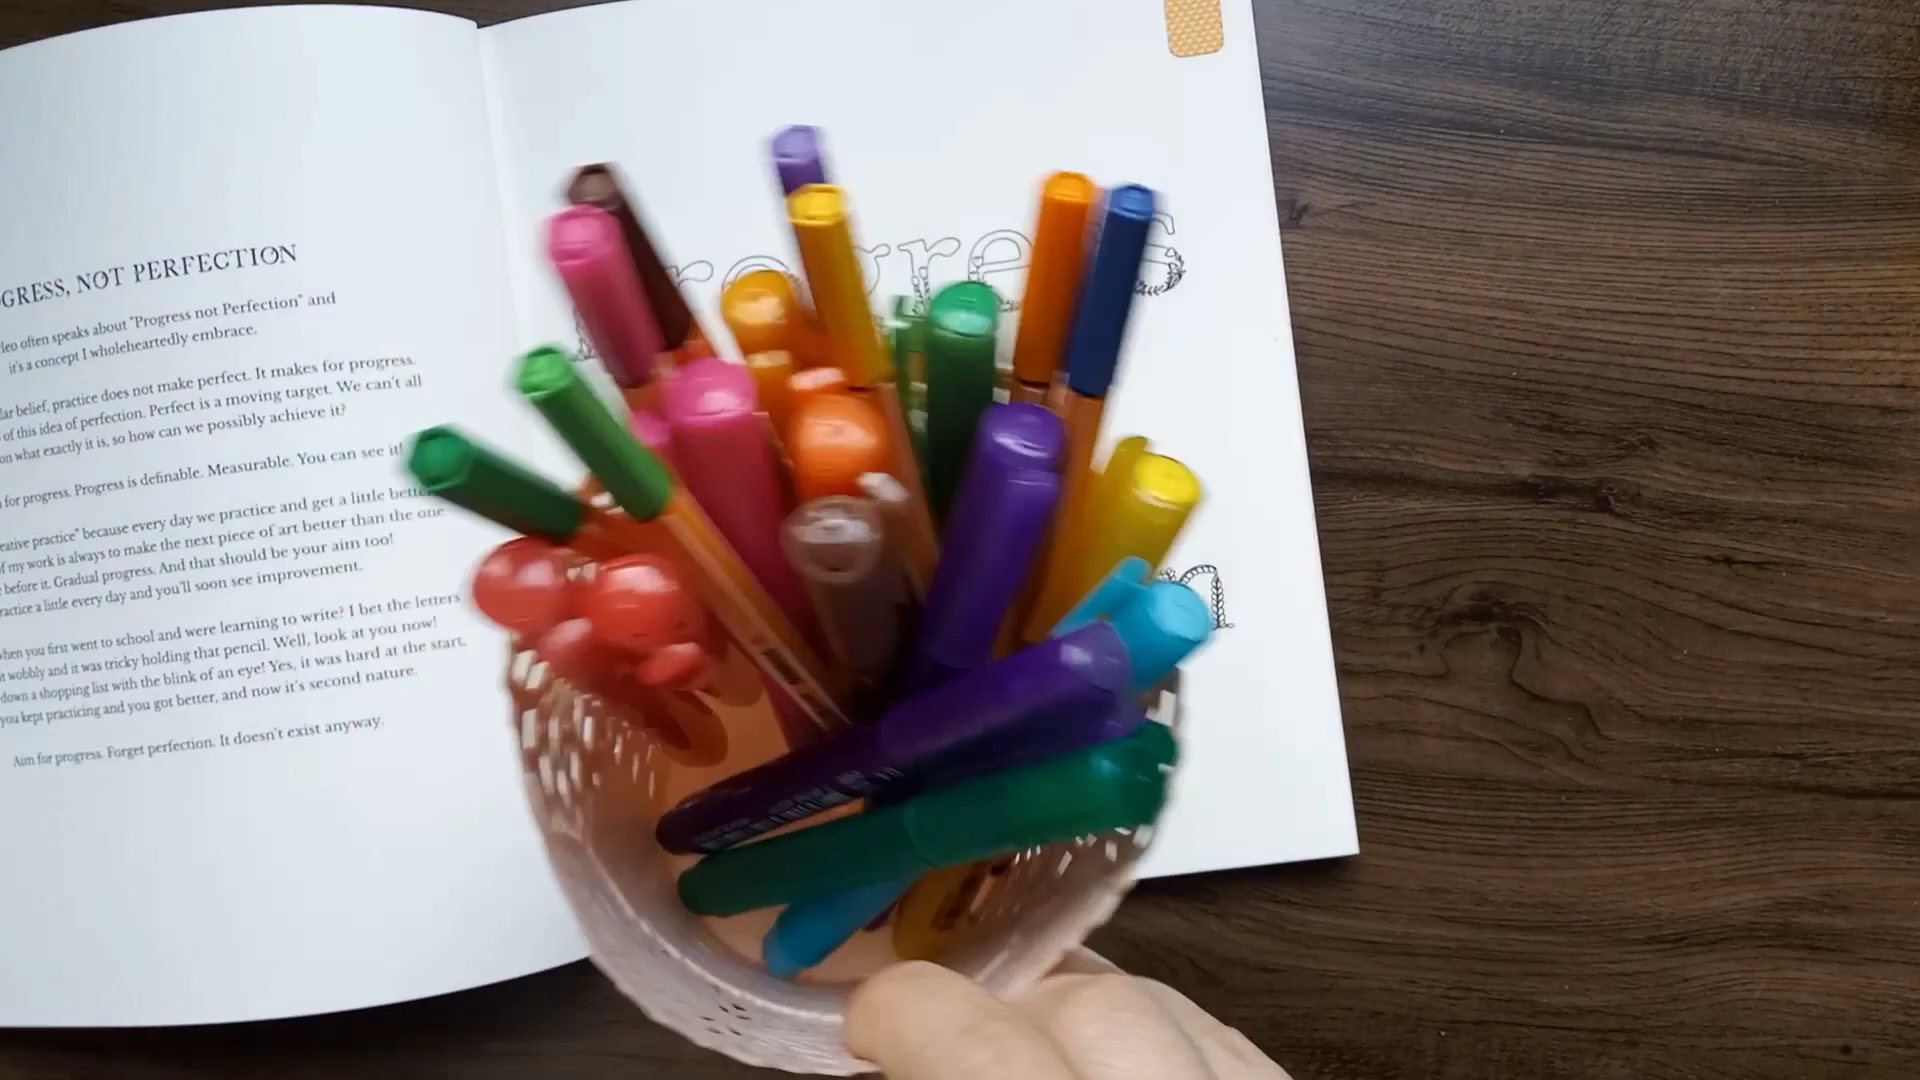 GRESS, NOT PERFECTION
leo often speaks about "Progress not Perfection" and
it's a concept I wholeheartedly embrace.
lar belief, practice does not make perfect. It makes for progress.
of this idea of perfection. Perfect is a moving target. We can't all
on what exactly it is, so how can we possibly achieve it?
for progress. Progress is definable. Measurable. You can see it!
eative practice" because every day we practice and get a little bette
f my work is always to make the next piece of art better than the one
before it. Gradual progress. And that should be your aim too!
ractice a little every day and you'll soon see improvement.
when you first went to school and were learning to write? I bet the letters
it wobbly and it was tricky holding that pencil. Well, look at you now!
down a shopping list with the blink of an eye! Yes, it was hard at the start,
you kept practicing and you got better, and now it's second nature.
Aim for progress. Forget perfection. It doesn't exist anyway.
rogre s
n